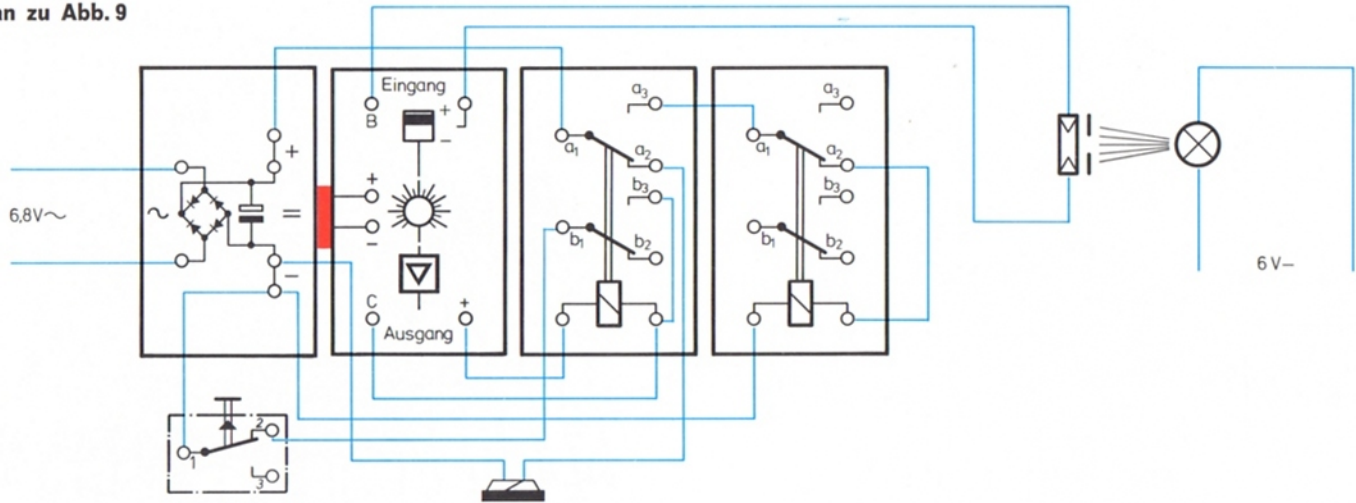 an zu Abb. 9
6,8V~
~
+
=
−
Eingang
B
+
−
+
−
C
+
Ausgang
a3
a1
a2
b3
b1
b2
a3
a1
a2
b3
b1
b2
6 V−
1
2
3